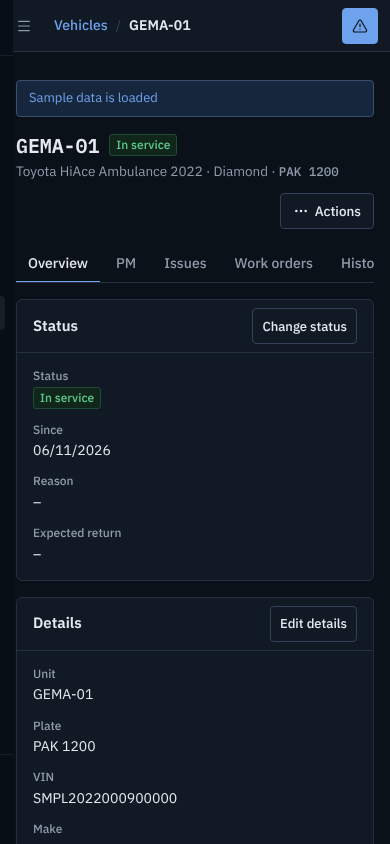 Vehicles / GEMA-01
Sample data is loaded
GEMA-01 In service
Toyota HiAce Ambulance 2022 · Diamond · PAK 1200
··· Actions
Overview PM Issues Work orders Histo
Status Change status
Status
In service
Since
06/11/2026
Reason
–
Expected return
–
Details Edit details
Unit
GEMA-01
Plate
PAK 1200
VIN
SMPL2022000900000
Make